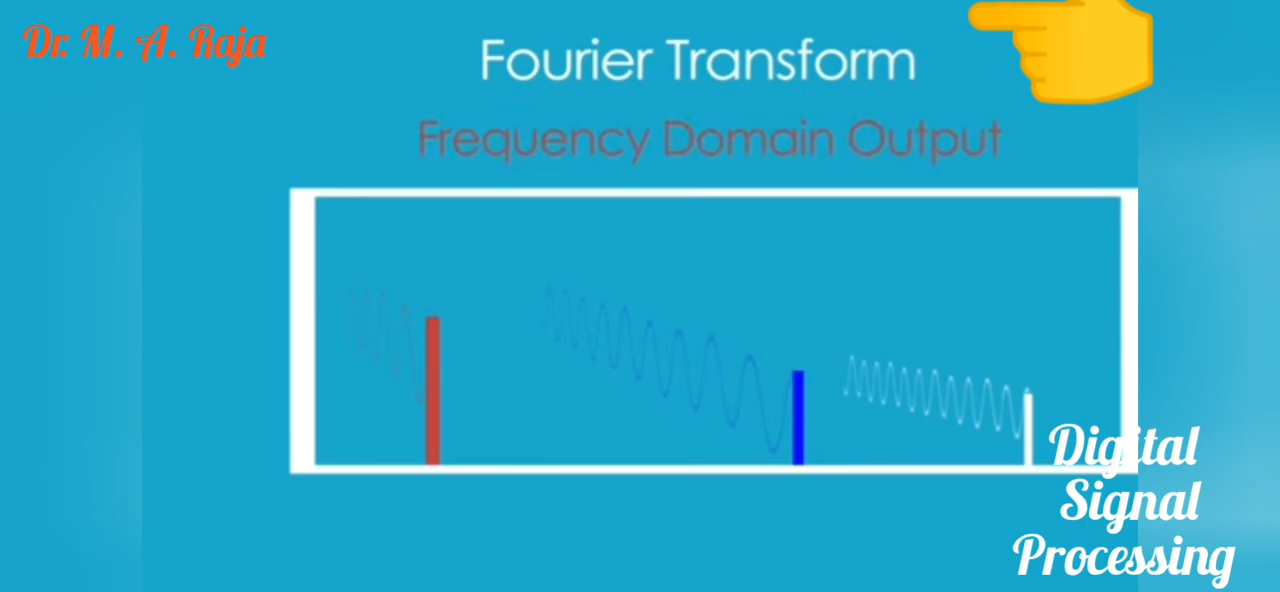 Dr. M. A. Raja
Fourier Transform
Frequency Domain Output
Digital
Signal
Processing